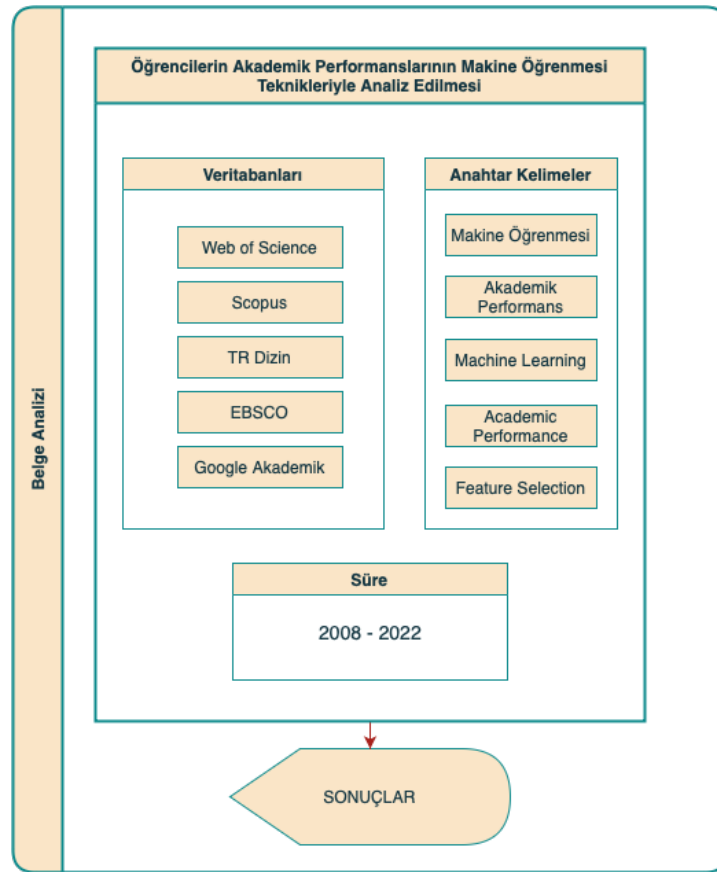 Belge Analizi
Öğrencilerin Akademik Performanslarının Makine Öğrenmesi
Teknikleriyle Analiz Edilmesi
Veritabanları
Web of Science
Scopus
TR Dizin
EBSCO
Google Akademik
Anahtar Kelimeler
Makine Öğrenmesi
Akademik
Performans
Machine Learning
Academic
Performance
Feature Selection
Süre
2008 - 2022
SONUÇLAR